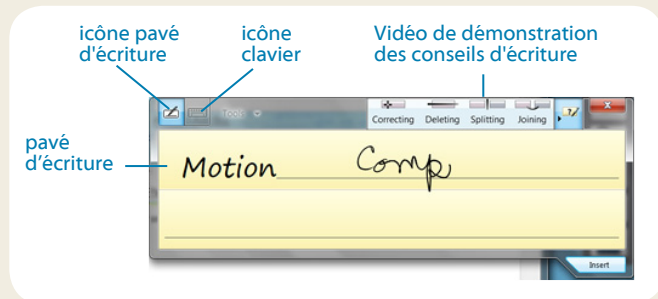 icône pavé d'écriture
icône clavier
Vidéo de démonstration des conseils d'écriture
Tools
Correcting Deleting Splitting Joining
pavé d’écriture
Motion Comp
Insert